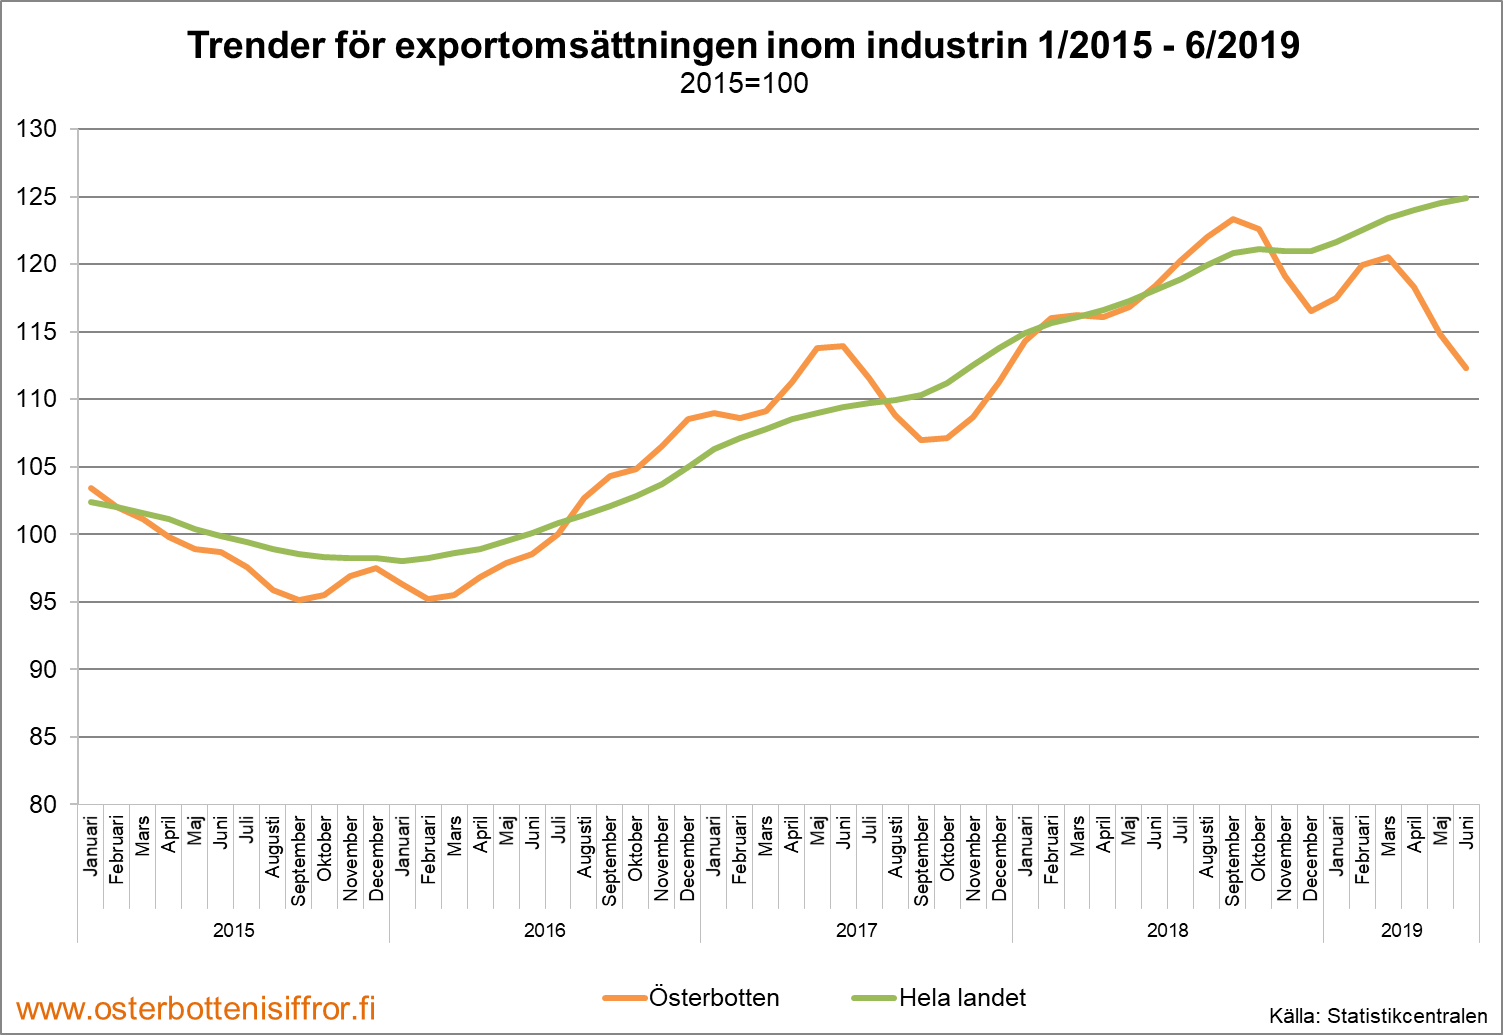 Trender för exportomsättningen inom industrin 1/2015 - 6/2019
2015=100
130
125
120
115
110
105
100
95
90
85
80
Januari Februari Mars April Maj Juni Juli Augusti September Oktober November December Januari Februari Mars April Maj Juni Juli Augusti September Oktober November December Januari Februari Mars April Maj Juni Juli Augusti September Oktober November December Januari Februari Mars April Maj Juni Juli Augusti September Oktober November December Januari Februari Mars April Maj Juni
2015 2016 2017 2018 2019
Österbotten Hela landet
www.osterbottenisiffror.fi
Källa: Statistikcentralen